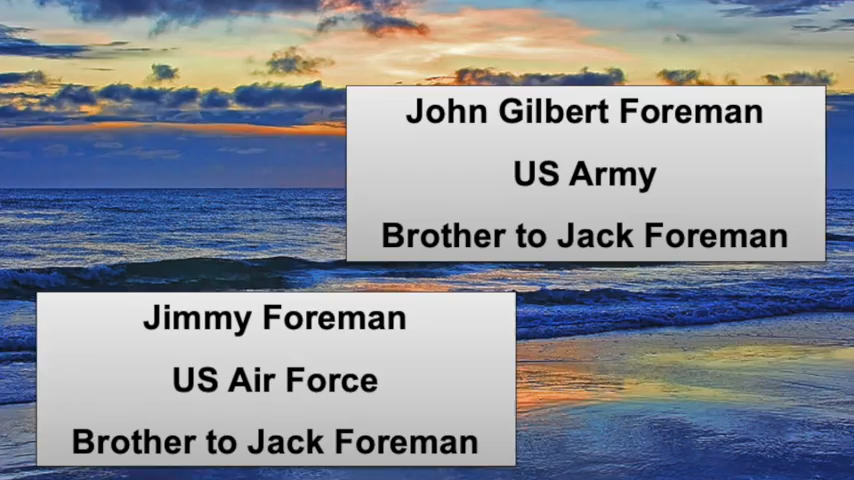 John Gilbert Foreman
US Army
Brother to Jack Foreman
Jimmy Foreman
US Air Force
Brother to Jack Foreman